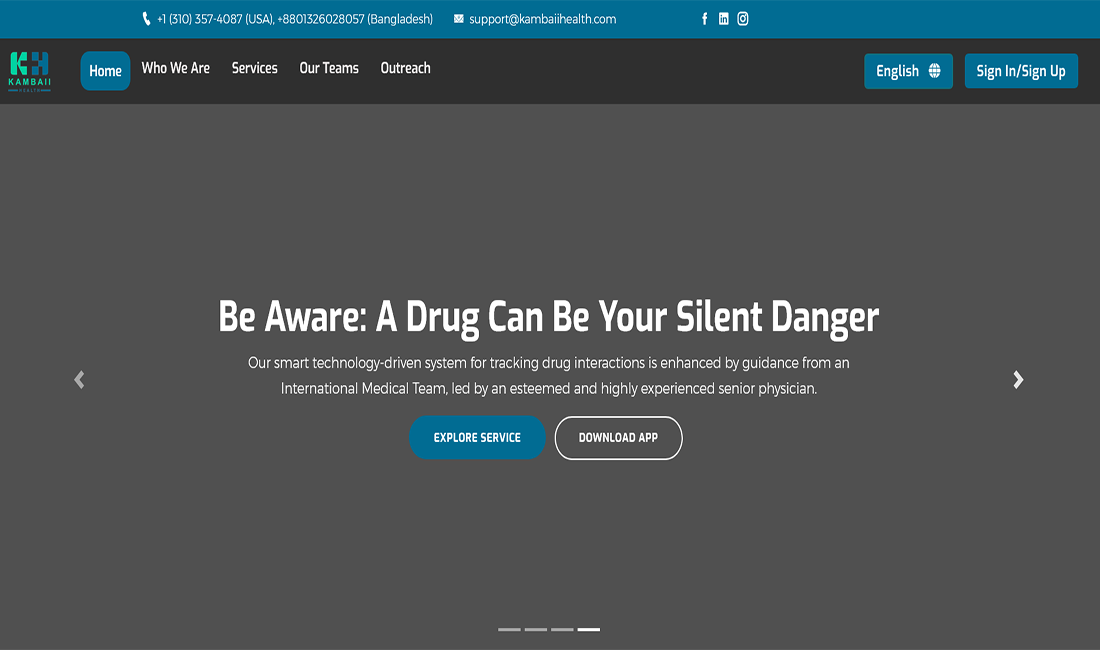 +1 (310) 357-4087 (USA), +8801326028057 (Bangladesh) support@kambaiihealth.com
KH
KAMBAII
HEALTH
Home Who We Are Services Our Teams Outreach English Sign In/Sign Up
Be Aware: A Drug Can Be Your Silent Danger
Our smart technology-driven system for tracking drug interactions is enhanced by guidance from an
International Medical Team, led by an esteemed and highly experienced senior physician.
EXPLORE SERVICE DOWNLOAD APP